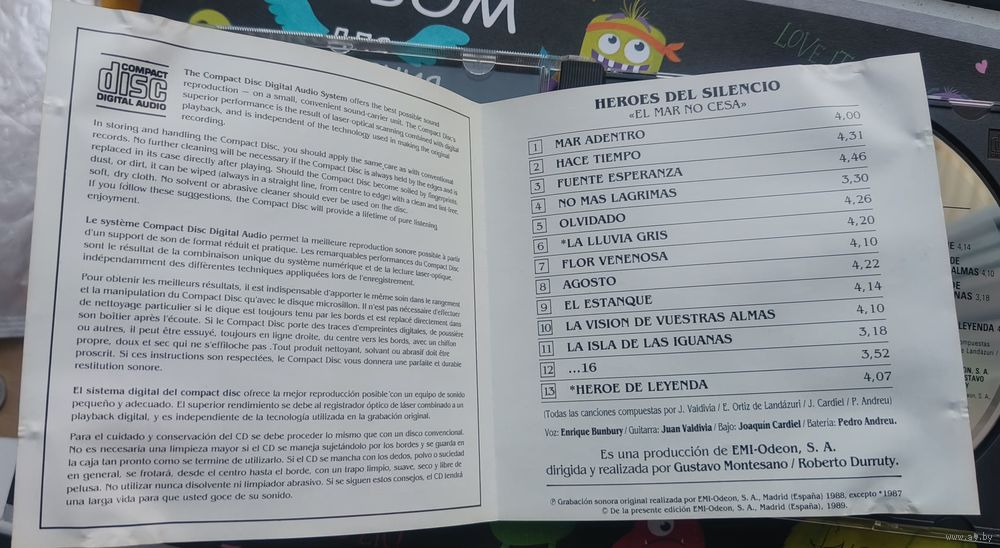 LOVE IT
COMPACT
disc
DIGITAL AUDIO
The Compact Disc Digital Audio System offers the best possible sound
reproduction — on a small, convenient sound-carrier unit. The Compact Disc's
superior performance is the result of laser-optical scanning combined with digital
playback, and is independent of the technology used in making the original
recording.
In storing and handling the Compact Disc, you should apply the same care as with conventional
records. No further cleaning will be necessary if the Compact Disc is always held by the edges and is
replaced in its case directly after playing. Should the Compact Disc become soiled by fingerprints,
dust, or dirt, it can be wiped (always in a straight line, from centre to edge) with a clean and lint-free,
soft, dry cloth. No solvent or abrasive cleaner should ever be used on the disc.
If you follow these suggestions, the Compact Disc will provide a lifetime of pure listening
enjoyment.
Le système Compact Disc Digital Audio permet la meilleure reproduction sonore possible à partir
d'un support de son de format réduit et pratique. Les remarquables performances du Compact Disc
sont le résultat de la combinaison unique du système numérique et de la lecture laser-optique,
indépendamment des différentes techniques appliquées lors de l'enregistrement.
Pour obtenir les meilleurs résultats, il est indispensable d'apporter le même soin dans le rangement
et la manipulation du Compact Disc qu'avec le disque microsillon. Il n'est pas nécessaire d'effectuer
de nettoyage particulier si le dique est toujours tenu par les bords et est replacé directement dans
son boîtier après l'écoute. Si le Compact Disc porte des traces d'empreintes digitales, de poussière
ou autres, il peut être essuyé, toujours en ligne droite, du centre vers les bords, avec un chiffon
propre, doux et sec qui ne s'effiloche pas .Tout produit nettoyant, solvant ou abrasif doit être
proscrit. Si ces instructions son respectées, le Compact Disc vous donnera une parfaite et durable
restitution sonore.
El sistema digital del compact disc ofrece la mejor reproducción posible con un equipo de sonido
pequeño y adecuado. El superior rendimiento se debe al registrador óptico de láser combinado a un
playback digital, y es independiente de la tecnología utilizada en la grabación original.
Para el cuidado y conservación del CD se debe proceder lo mismo que con un disco convencional.
No es necesaria una limpieza mayor si el CD se maneja sujetándolo por los bordes y se guarda en
la caja tan pronto como se termine de utilizarlo. Si el CD se mancha con los dedos, polvo o suciedad
en general, se frotará, desde el centro hasta el borde, con un trapo limpio, suave, seco y libre de
pelusa. No utilizar nunca disolvente ni limpiador abrasivo. Si se siguen estos consejos, el CD tendrá
una larga vida para que usted goce de su sonido.
HEROES DEL SILENCIO
«EL MAR NO CESA»
1 MAR ADENTRO 4,00
2 HACE TIEMPO 4,31
3 FUENTE ESPERANZA 4,46
4 NO MAS LAGRIMAS 3,30
5 OLVIDADO 4,26
6 *LA LLUVIA GRIS 4,20
7 FLOR VENENOSA 4,10
8 AGOSTO 4,22
9 EL ESTANQUE 4,14
10 LA VISION DE VUESTRAS ALMAS 4,10
11 LA ISLA DE LAS IGUANAS 3,18
12 ...16 3,52
13 *HEROE DE LEYENDA 4,07
(Todas las canciones compuestas por J. Valdivia / E. Ortiz de Landázuri / J. Cardiel / P. Andreu)
Voz: Enrique Bunbury / Guitarra: Juan Valdivia / Bajo: Joaquín Cardiel / Bateria: Pedro Andreu.
Es una producción de EMI-Odeon, S. A.
dirigida y realizada por Gustavo Montesano / Roberto Durruty.
℗ Grabación sonora original realizada por EMI-Odeon, S. A., Madrid (España) 1988, excepto *1987
© De la presente edición EMI-Odeon, S. A., Madrid (España), 1989.
4,14
DE
ALMAS 4,10
NAS 3,18
LEYENDA
www.ay.by